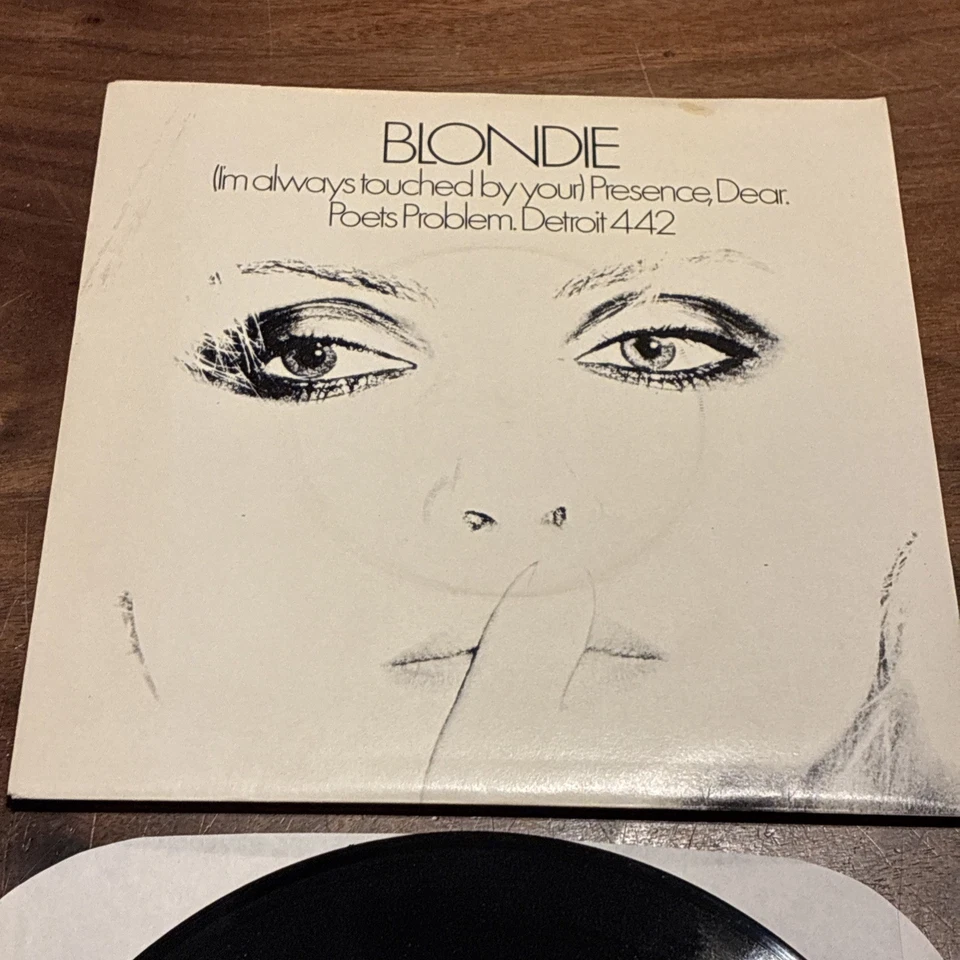 BLONDIE
(I'm always touched by your) Presence, Dear.
Poets Problem. Detroit 442